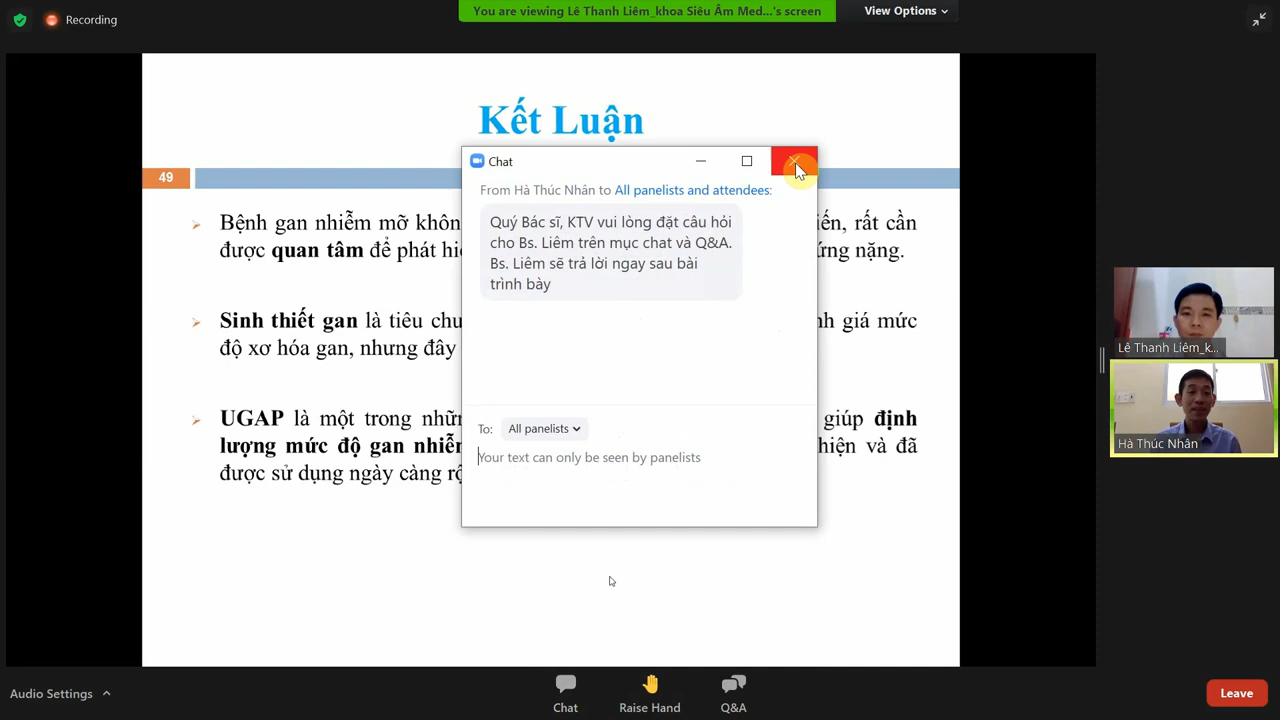 Recording
You are viewing Lê Thanh Liêm_khoa Siêu Âm Med...'s screen
View Options
Kết Luận
49
Bệnh gan nhiễm mỡ khôn
iến, rất cần
được quan tâm để phát hiệ
ứng nặng.
Sinh thiết gan là tiêu chu
nh giá mức
độ xơ hóa gan, nhưng đây
UGAP là một trong nhữn
giúp định
lượng mức độ gan nhiễn
hiện và đã
được sử dụng ngày càng rộ
Chat
From Hà Thúc Nhân to All panelists and attendees:
Quý Bác sĩ, KTV vui lòng đặt câu hỏi
cho Bs. Liêm trên mục chat và Q&A.
Bs. Liêm sẽ trả lời ngay sau bài
trình bày
To: All panelists
Your text can only be seen by panelists
Lê Thanh Liêm_k...
Hà Thúc Nhân
Audio Settings
Chat
Raise Hand
Q&A
Leave